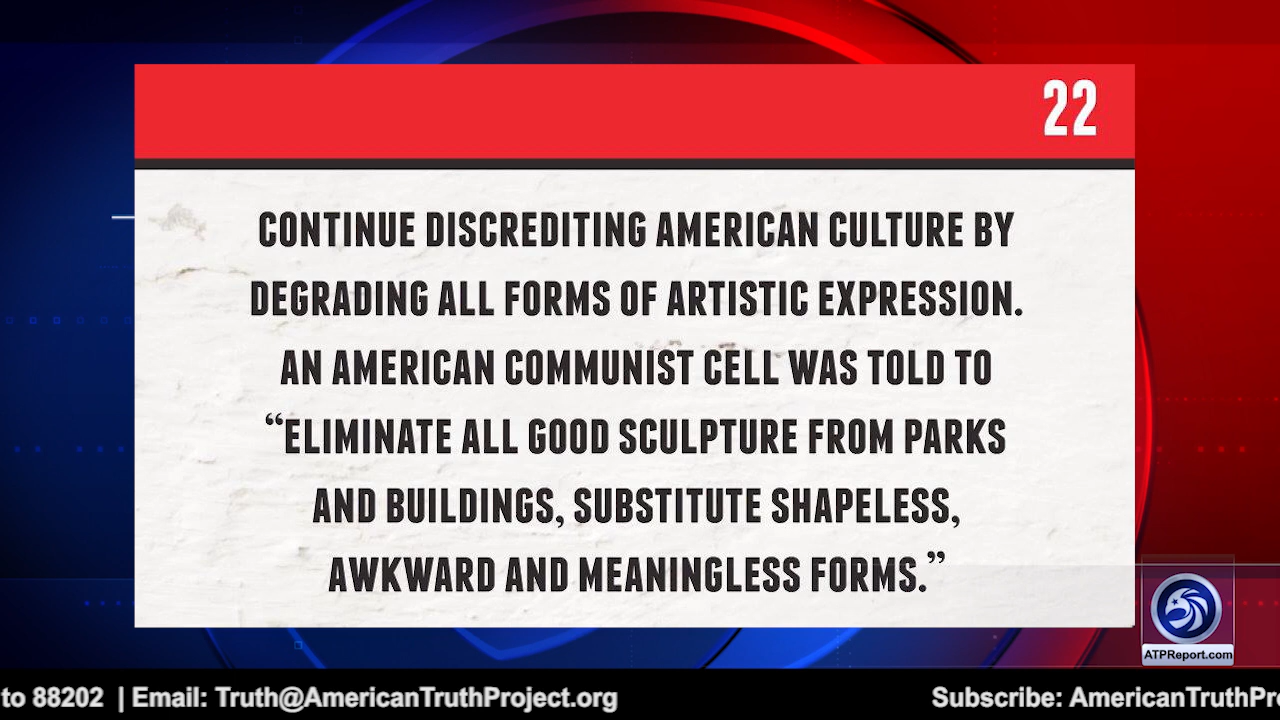 22
CONTINUE DISCREDITING AMERICAN CULTURE BY
DEGRADING ALL FORMS OF ARTISTIC EXPRESSION.
AN AMERICAN COMMUNIST CELL WAS TOLD TO
“ELIMINATE ALL GOOD SCULPTURE FROM PARKS
AND BUILDINGS, SUBSTITUTE SHAPELESS,
AWKWARD AND MEANINGLESS FORMS.”
ATPReport.com
to 88202 | Email: Truth@AmericanTruthProject.org Subscribe: AmericanTruthPr